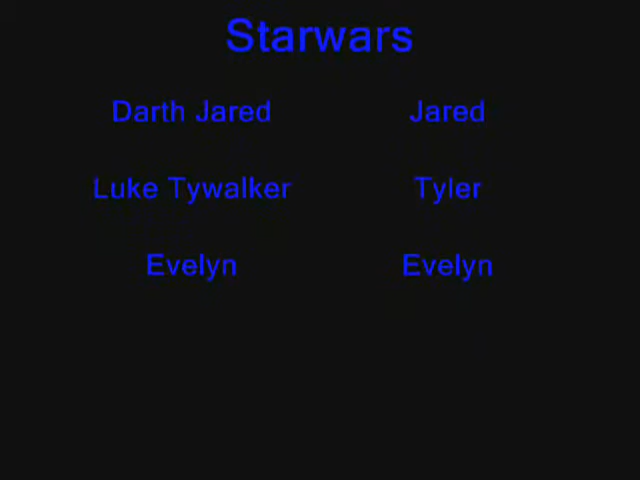 Starwars
Darth Jared Jared
Luke Tywalker Tyler
Evelyn Evelyn